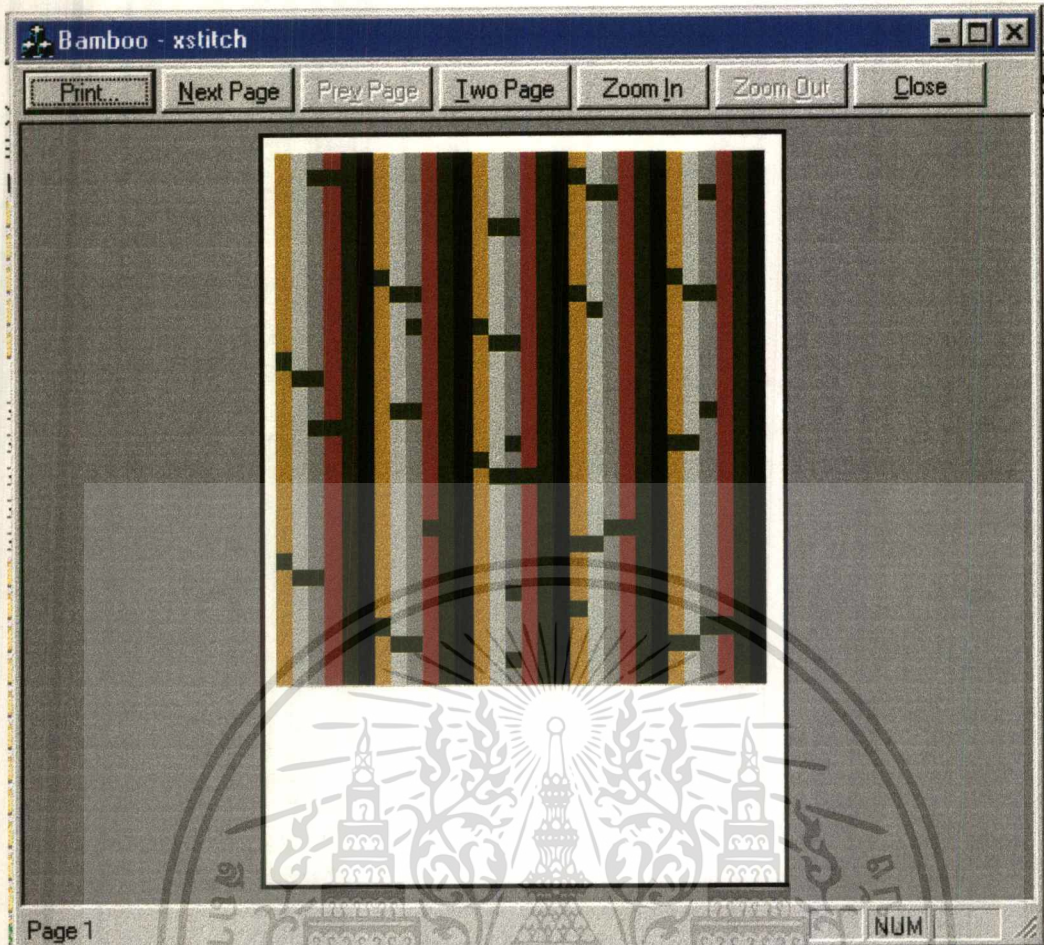 Bamboo - xstitch
Print... Next Page Prev Page Two Page Zoom In Zoom Out Close
Page 1 NUM